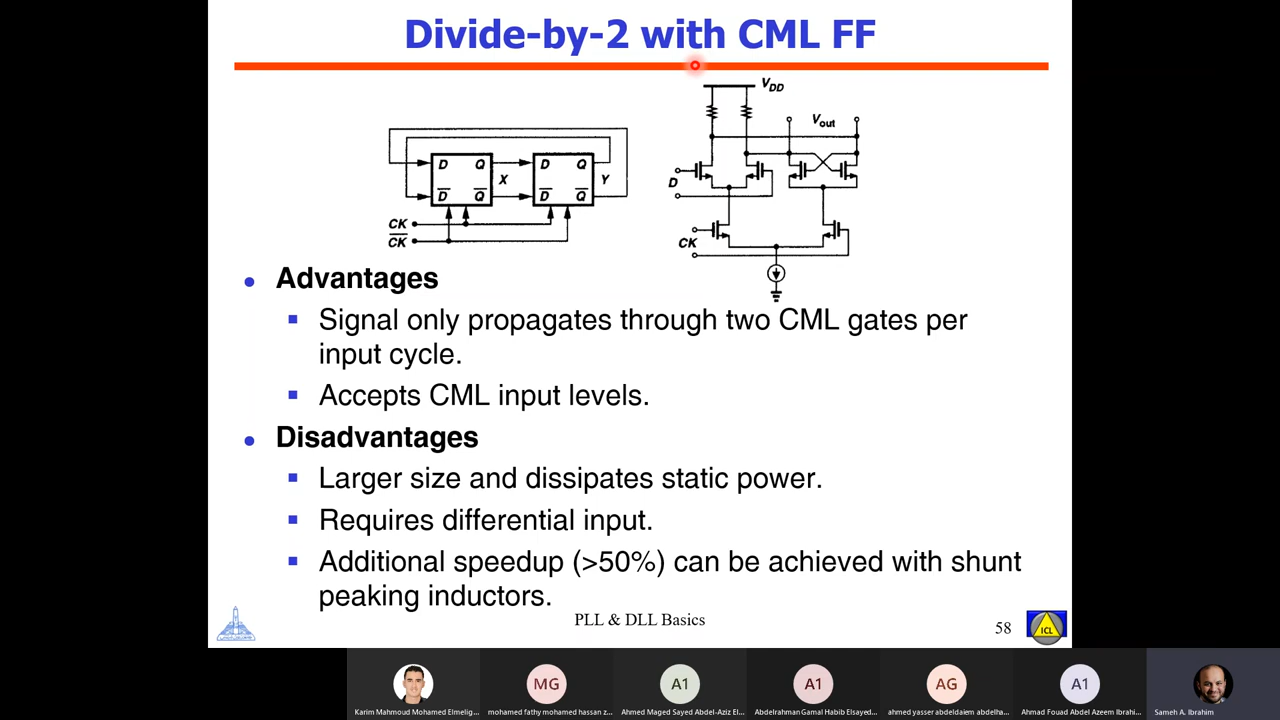 Divide-by-2 with CML FF
VDD
Vout
D Q D Q
X Y
D Q D Q
CK
CK
D
CK
• Advantages
▪ Signal only propagates through two CML gates per
input cycle.
▪ Accepts CML input levels.
• Disadvantages
▪ Larger size and dissipates static power.
▪ Requires differential input.
▪ Additional speedup (>50%) can be achieved with shunt
peaking inductors.
PLL & DLL Basics
58
ICL
MG
A1
A1
AG
A1
Karim Mahmoud Mohamed Elmelig...
mohamed fathy mohammed hassan z...
Ahmed Maged Sayed Abdel-Aziz El...
Abdelrahman Gamal Habib Elsayed...
ahmed yasser abdeldaiem abdelha...
Ahmad Fouad Abdel Azeem Ibrahi...
Sameh A. Ibrahim